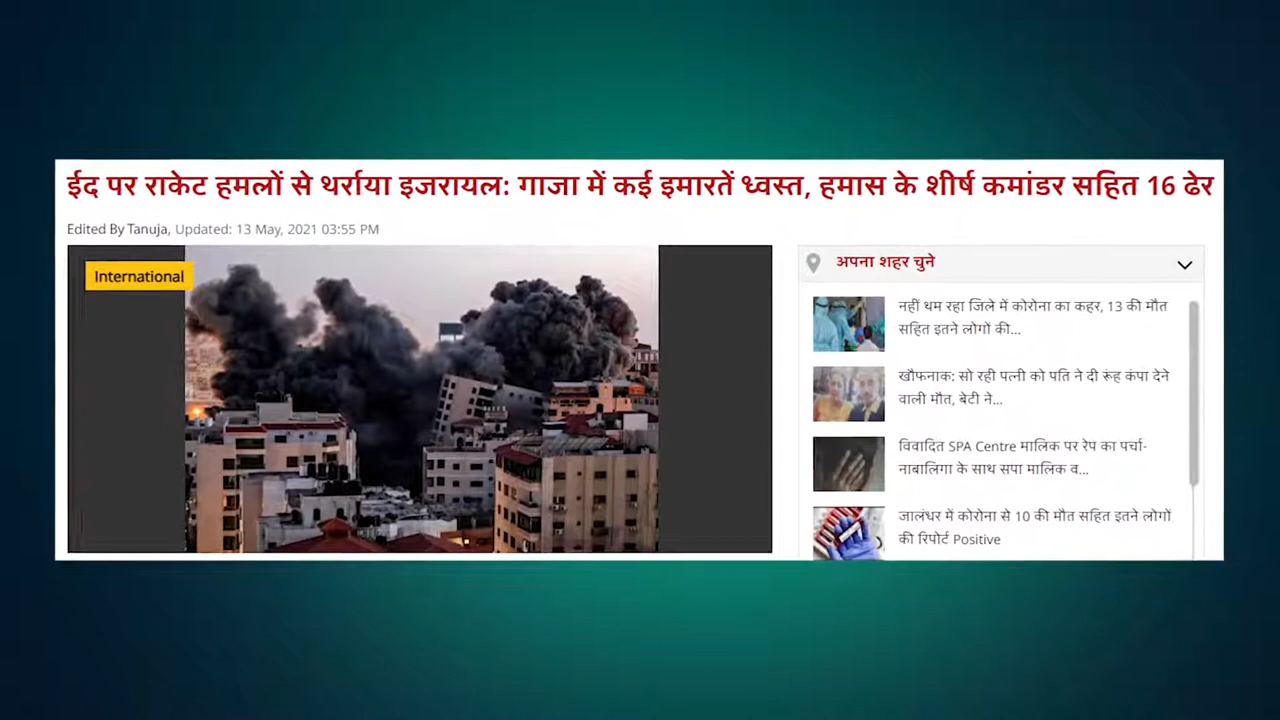 ईद पर राकेट हमलों से थर्राया इजरायल: गाजा में कई इमारतें ध्वस्त, हमास के शीर्ष कमांडर सहित 16 ढेर
Edited By Tanuja, Updated: 13 May, 2021 03:55 PM
International
अपना शहर चुने
नहीं थम रहा जिले में कोरोना का कहर, 13 की मौत
सहित इतने लोगों की...
खौफनाक: सो रही पत्नी को पति ने दी रूंह कंपा देने
वाली मौत, बेटी ने...
विवादित SPA Centre मालिक पर रेप का पर्चा-
नाबालिगा के साथ सपा मालिक व...
जालंधर में कोरोना से 10 की मौत सहित इतने लोगों
की रिपोर्ट Positive